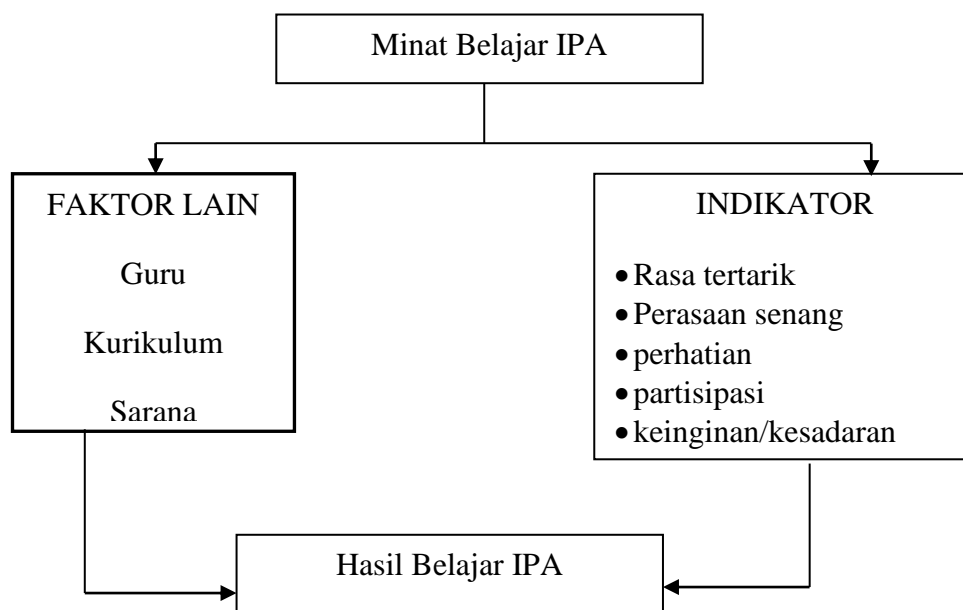 Minat Belajar IPA
FAKTOR LAIN
Guru
Kurikulum
Sarana
INDIKATOR
• Rasa tertarik
• Perasaan senang
• perhatian
• partisipasi
• keinginan/kesadaran
Hasil Belajar IPA